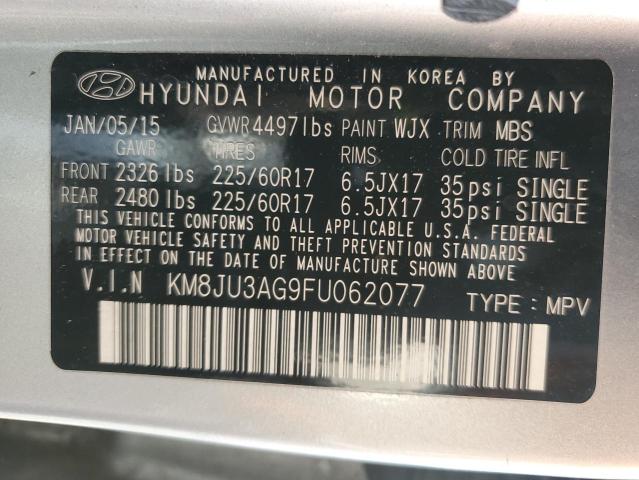 MANUFACTURED IN KOREA BY
HYUNDAI MOTOR COMPANY
JAN/05/15 GVWR 4497lbs PAINT WJX TRIM MBS
GAWR TIRES RIMS COLD TIRE INFL
FRONT 2326 lbs 225/60R17 6.5JX17 35psi SINGLE
REAR 2480 lbs 225/60R17 6.5JX17 35psi SINGLE
THIS VEHICLE CONFORMS TO ALL APPLICABLE U.S.A. FEDERAL
MOTOR VEHICLE SAFETY AND THEFT PREVENTION STANDARDS
IN EFFECT ON THE DATE OF MANUFACTURE SHOWN ABOVE.
V.I.N KM8JU3AG9FU062077 TYPE: MPV